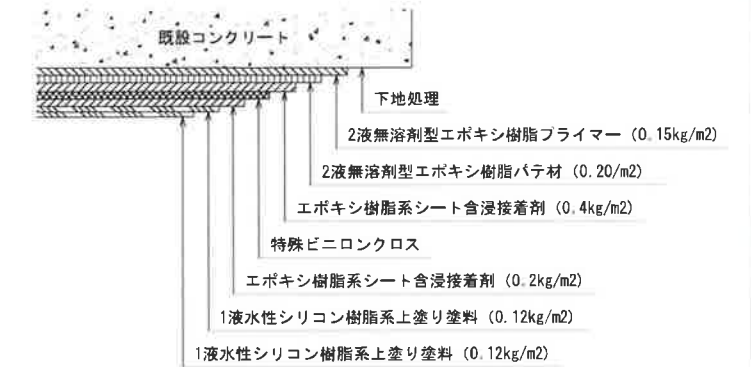 既設コンクリート
下地処理
2液無溶剤型エポキシ樹脂プライマー (0.15kg/m2)
2液無溶剤型エポキシ樹脂パテ材 (0.20/m2)
エポキシ樹脂系シート含浸接着剤 (0.4kg/m2)
特殊ビニロンクロス
エポキシ樹脂系シート含浸接着剤 (0.2kg/m2)
1液水性シリコン樹脂系上塗り塗料 (0.12kg/m2)
1液水性シリコン樹脂系上塗り塗料 (0.12kg/m2)